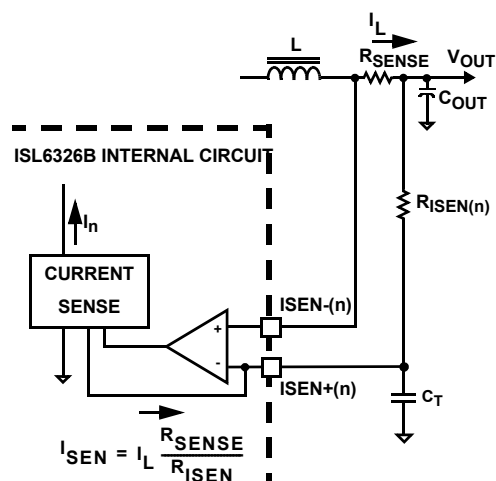 I_L
L
R_SENSE
V_OUT
C_OUT
ISL6326B INTERNAL CIRCUIT
R_ISEN(n)
I_n
CURRENT
SENSE
ISEN-(n)
+
-
ISEN+(n)
C_T
I_SEN = I_L R_SENSE / R_ISEN